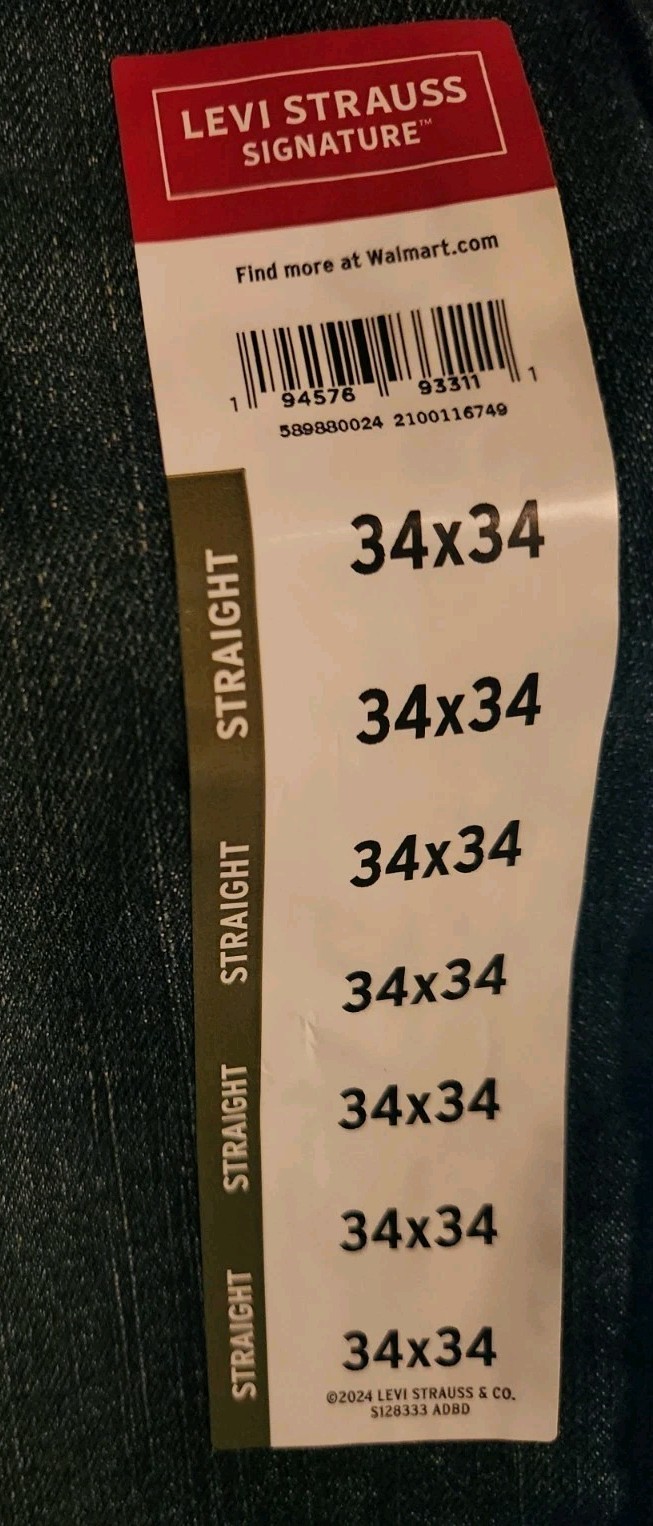 LEVI STRAUSS
SIGNATURE™
Find more at Walmart.com
1 94576 93311 1
589880024 2100116749
34x34
STRAIGHT
34x34
34x34
STRAIGHT
34x34
34x34
STRAIGHT
34x34
34x34
STRAIGHT
©2024 LEVI STRAUSS & CO.
S128333 ADBD